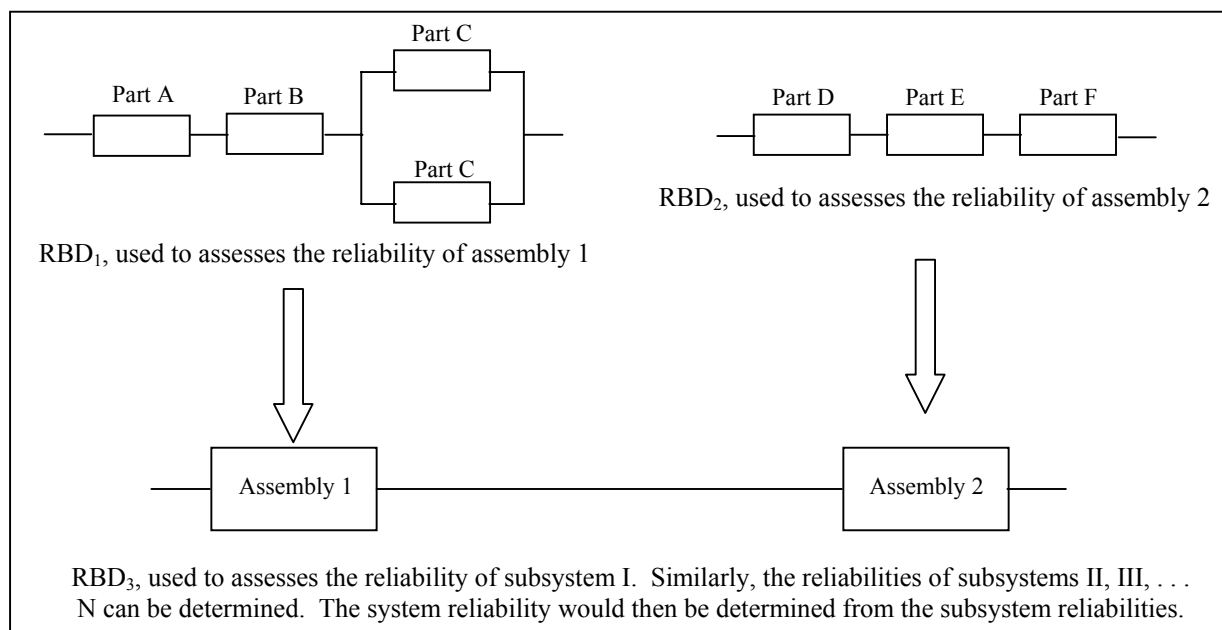 Part C
Part A
Part B
Part C
RBD₁, used to assesses the reliability of assembly 1
Part D
Part E
Part F
RBD₂, used to assesses the reliability of assembly 2
Assembly 1
Assembly 2
RBD₃, used to assesses the reliability of subsystem I. Similarly, the reliabilities of subsystems II, III, . . .
N can be determined. The system reliability would then be determined from the subsystem reliabilities.